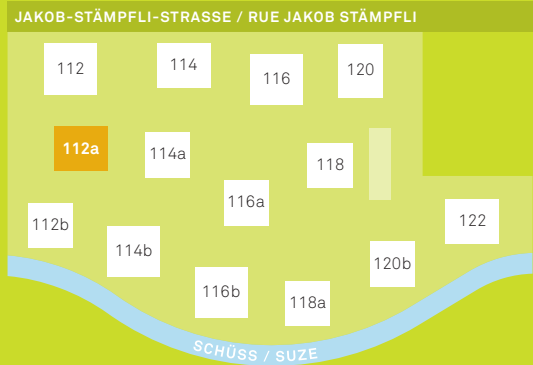 JAKOB-STÄMPFLI-STRASSE / RUE JAKOB STÄMPFLI
112
114
116
120
112a
114a
118
116a
112b
114b
122
120b
116b
118a
SCHÜSS / SUZE